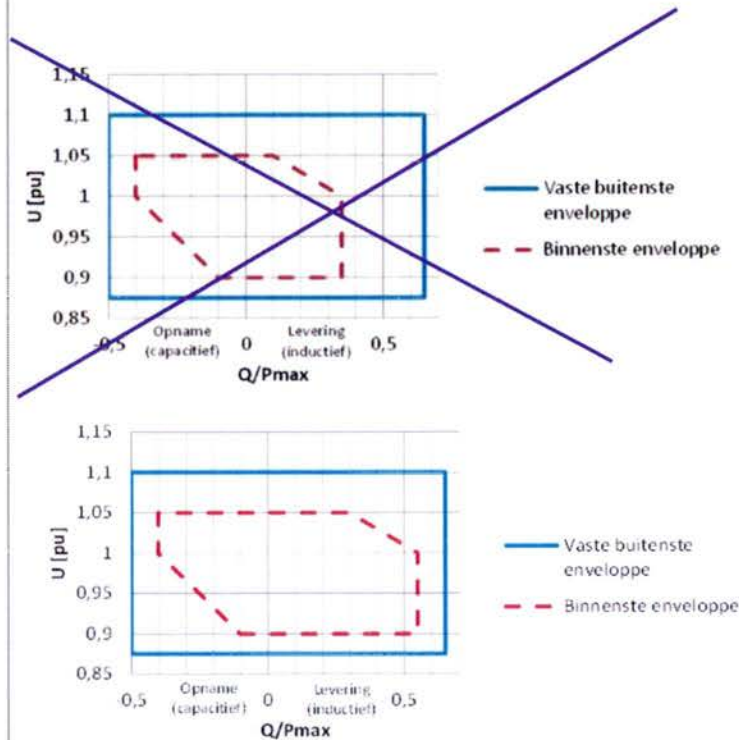 1,15
1,1
1,05
1
0,95
0,9
0,85
U [pu]
Opname
(capacitief)
Levering
(inductief)
-0,5
0
0,5
Q/Pmax
Vaste buitenste
enveloppe
Binnenste enveloppe
1,15
1,1
1,05
1
0,95
0,9
0,85
U [pu]
Opname
(capacitief)
Levering
(inductief)
-0,5
0
0,5
Q/Pmax
Vaste buitenste
enveloppe
Binnenste enveloppe